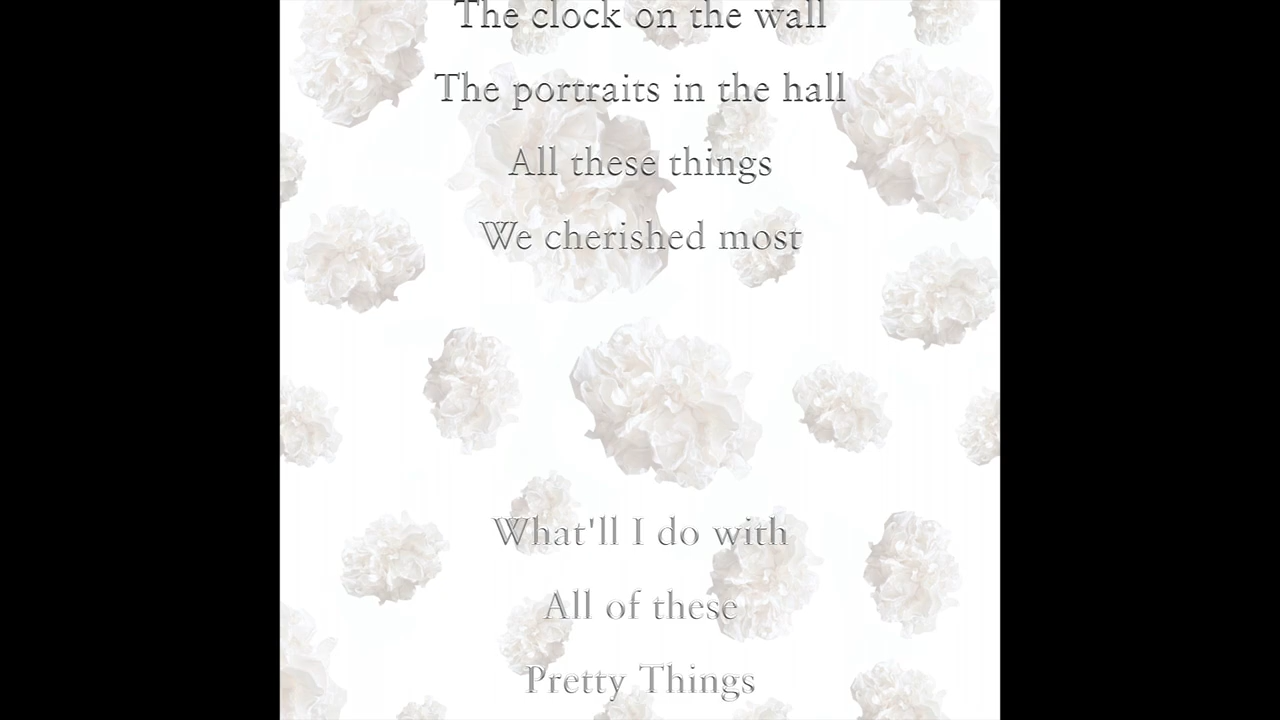 The clock on the wall
The portraits in the hall
All these things
We cherished most
What'll I do with
All of these
Pretty Things